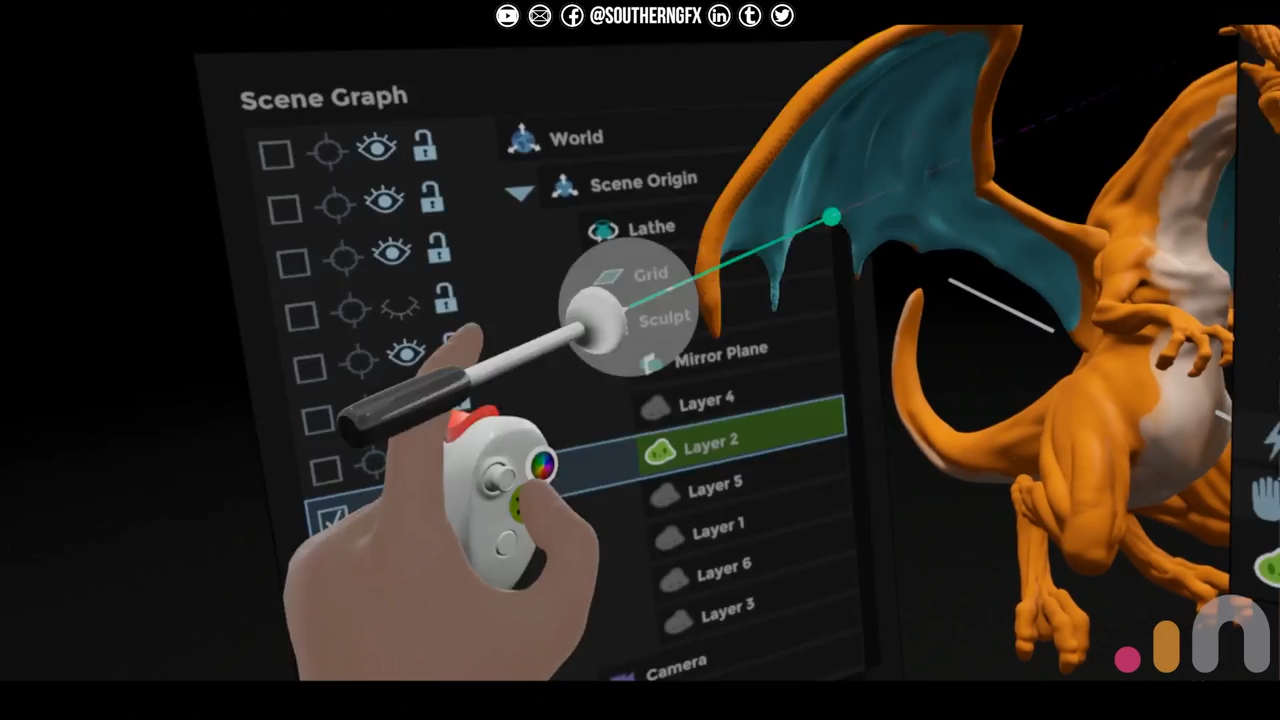 @SOUTHERNGFX
Scene Graph
World
Scene Origin
Lathe
Grid
Sculpt
Mirror Plane
Layer 4
Layer 2
Layer 5
Layer 1
Layer 6
Layer 3
Camera
.in